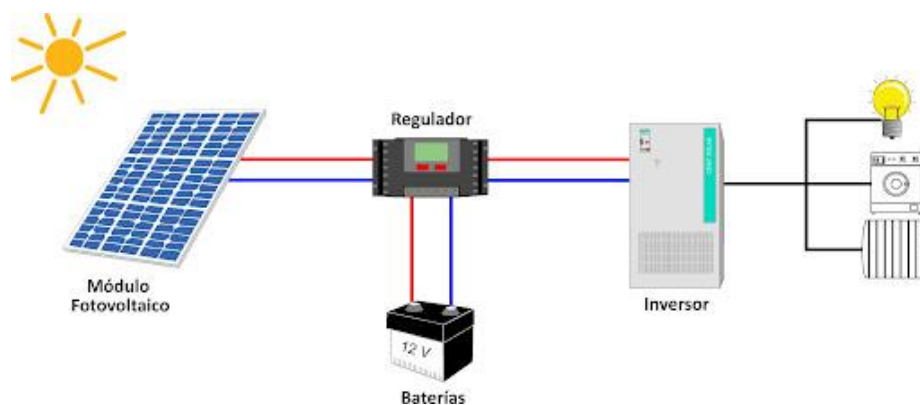 Regulador
Módulo
Fotovoltaico
Inversor
12 V
Baterías